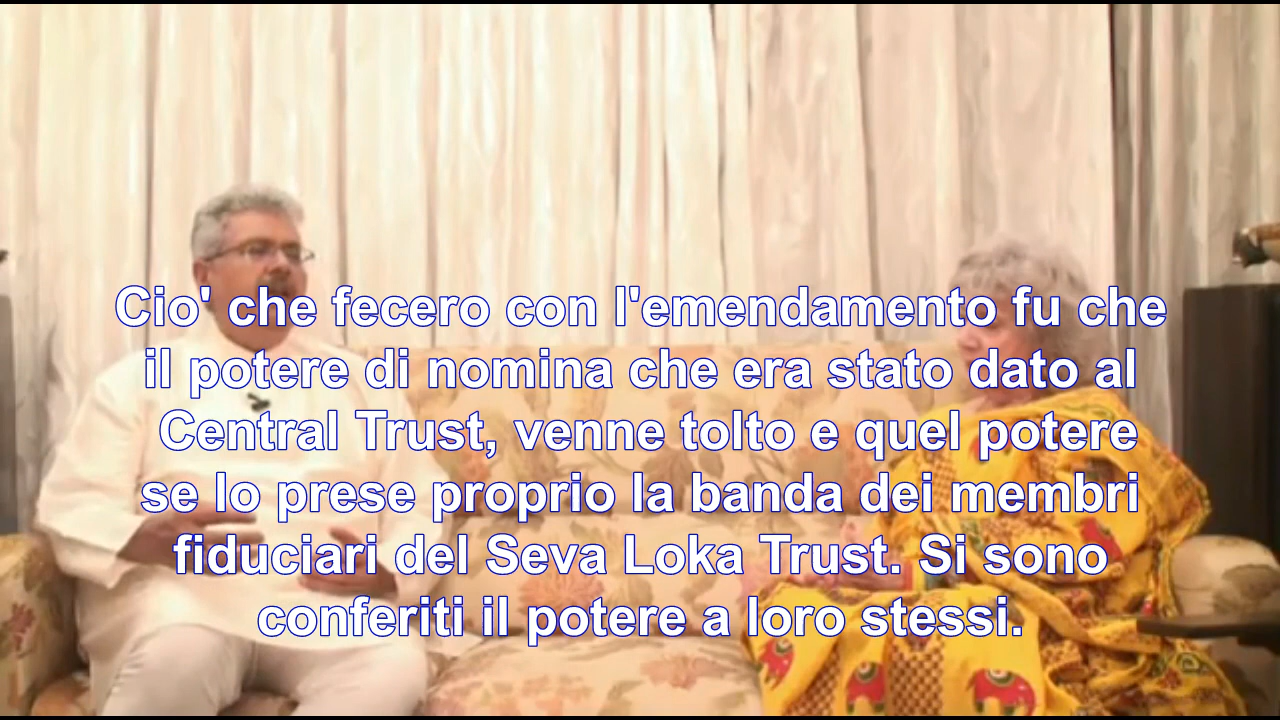 Cio' che fecero con l'emendamento fu che
il potere di nomina che era stato dato al
Central Trust, venne tolto e quel potere
se lo prese proprio la banda dei membri
fiduciari del Seva Loka Trust. Si sono
conferiti il potere a loro stessi.